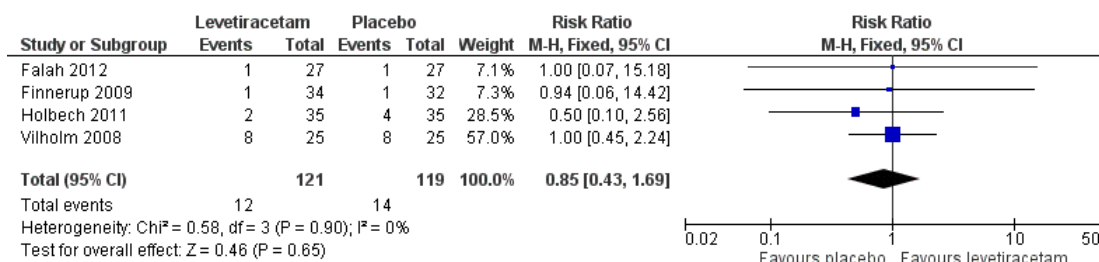 Levetiracetam Placebo Risk Ratio Risk Ratio
Study or Subgroup Events Total Events Total Weight M-H, Fixed, 95% CI M-H, Fixed, 95% CI
Falah 2012 1 27 1 27 7.1% 1.00 [0.07, 15.18]
Finnerup 2009 1 34 1 32 7.3% 0.94 [0.06, 14.42]
Holbech 2011 2 35 4 35 28.5% 0.50 [0.10, 2.56]
Vilholm 2008 8 25 8 25 57.0% 1.00 [0.45, 2.24]
Total (95% CI) 121 119 100.0% 0.85 [0.43, 1.69]
Total events 12 14
Heterogeneity: Chi² = 0.58, df = 3 (P = 0.90); I² = 0%
Test for overall effect: Z = 0.46 (P = 0.65)
0.02 0.1 1 10 50
Favours placebo Favours levetiracetam